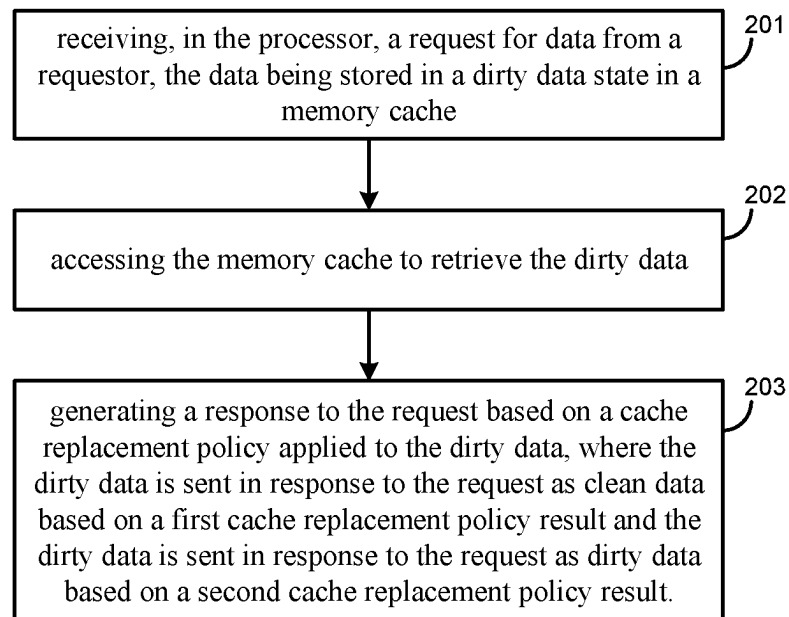 receiving, in the processor, a request for data from a
requestor, the data being stored in a dirty data state in a
memory cache
201
accessing the memory cache to retrieve the dirty data
202
generating a response to the request based on a cache
replacement policy applied to the dirty data, where the
dirty data is sent in response to the request as clean data
based on a first cache replacement policy result and the
dirty data is sent in response to the request as dirty data
based on a second cache replacement policy result.
203